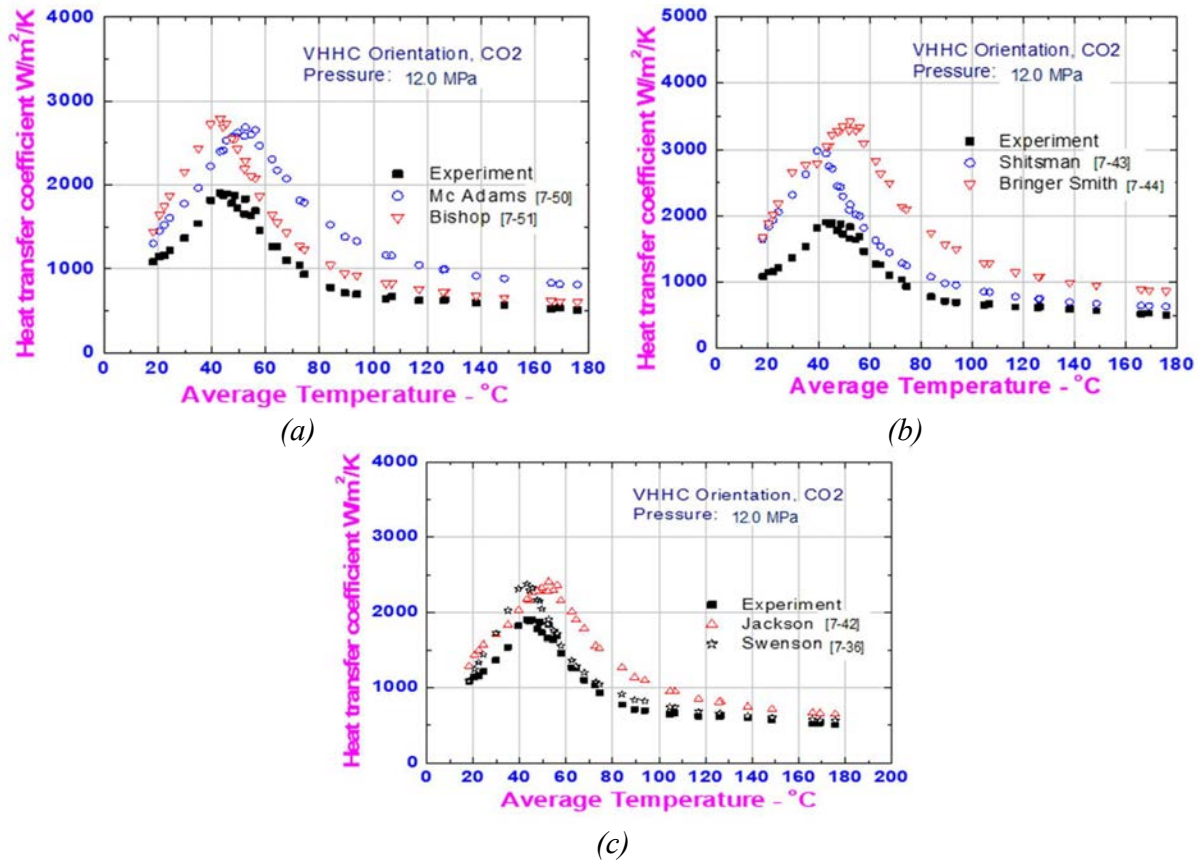 Heat transfer coefficient W/m²/K
4000
3000
2000
1000
0
VHHC Orientation, CO2
Pressure: 12.0 MPa
Experiment
Mc Adams [7-50]
Bishop [7-51]
0 20 40 60 80 100 120 140 160 180
Average Temperature - °C
(a)
Heat transfer coefficient W/m²/K
5000
4000
3000
2000
1000
0
VHHC Orientation, CO2
Pressure: 12.0 MPa
Experiment
Shitsman [7-43]
Bringer Smith [7-44]
0 20 40 60 80 100 120 140 160 180
Average Temperature - °C
(b)
Heat transfer coefficient W/m²/K
4000
3000
2000
1000
0
VHHC Orientation, CO2
Pressure: 12.0 MPa
Experiment
Jackson [7-42]
Swenson [7-36]
0 20 40 60 80 100 120 140 160 180 200
Average Temperature - °C
(c)